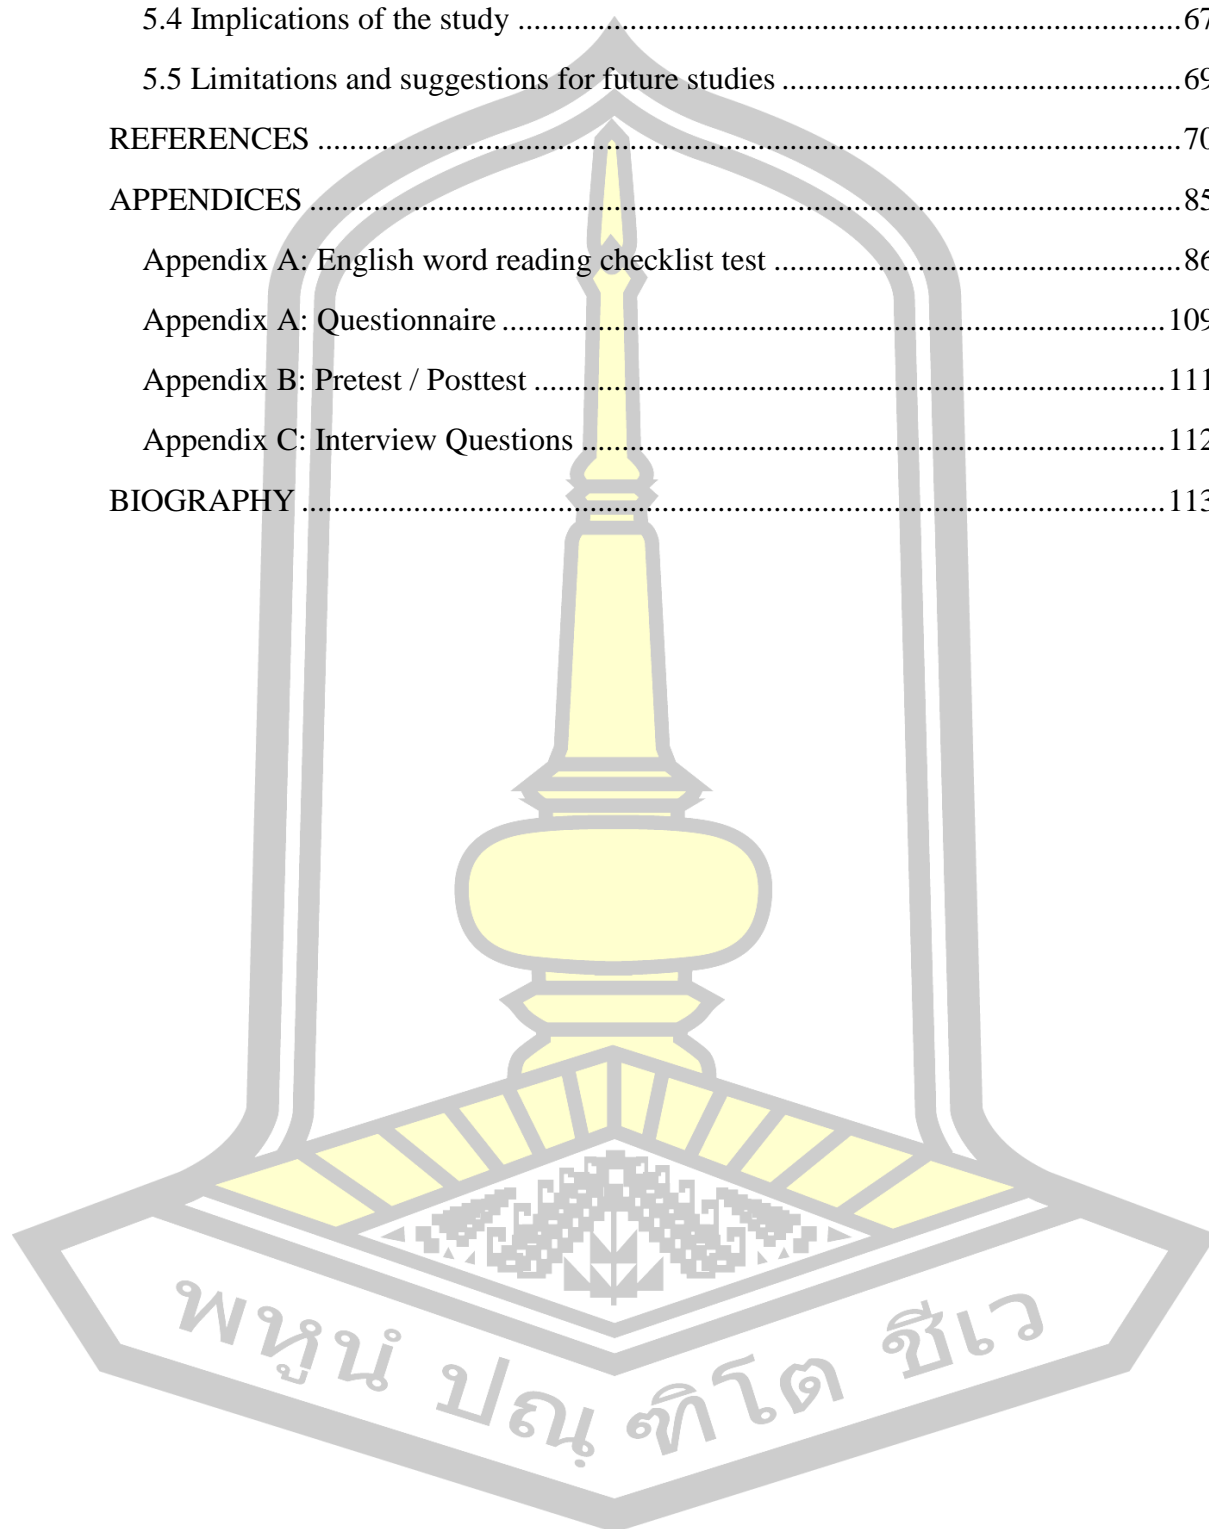 5.4 Implications of the study ........................................................................................... 67
5.5 Limitations and suggestions for future studies ...................................................... 69
REFERENCES ................................................................................................................ 70
APPENDICES ................................................................................................................. 85
Appendix A: English word reading checklist test ....................................................... 86
Appendix A: Questionnaire ......................................................................................... 109
Appendix B: Pretest / Posttest ..................................................................................... 111
Appendix C: Interview Questions ............................................................................... 112
BIOGRAPHY .................................................................................................................. 113
พหูนํ ปณฺ ฑิโต ชีเว